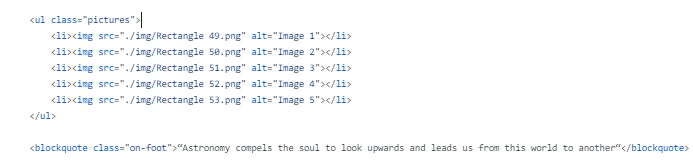 <ul class="pictures">
<li><img src="./img/Rectangle 49.png" alt="Image 1"></li>
<li><img src="./img/Rectangle 50.png" alt="Image 2"></li>
<li><img src="./img/Rectangle 51.png" alt="Image 3"></li>
<li><img src="./img/Rectangle 52.png" alt="Image 4"></li>
<li><img src="./img/Rectangle 53.png" alt="Image 5"></li>
</ul>
<blockquote class="on-foot">“Astronomy compels the soul to look upwards and leads us from this world to another“</blockquote>